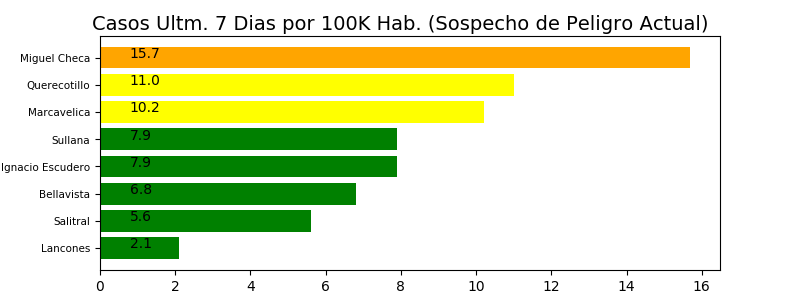 Casos Ultm. 7 Dias por 100K Hab. (Sospecho de Peligro Actual)
Miguel Checa 15.7
Querecotillo 11.0
Marcavelica 10.2
Sullana 7.9
Ignacio Escudero 7.9
Bellavista 6.8
Salitral 5.6
Lancones 2.1
0 2 4 6 8 10 12 14 16